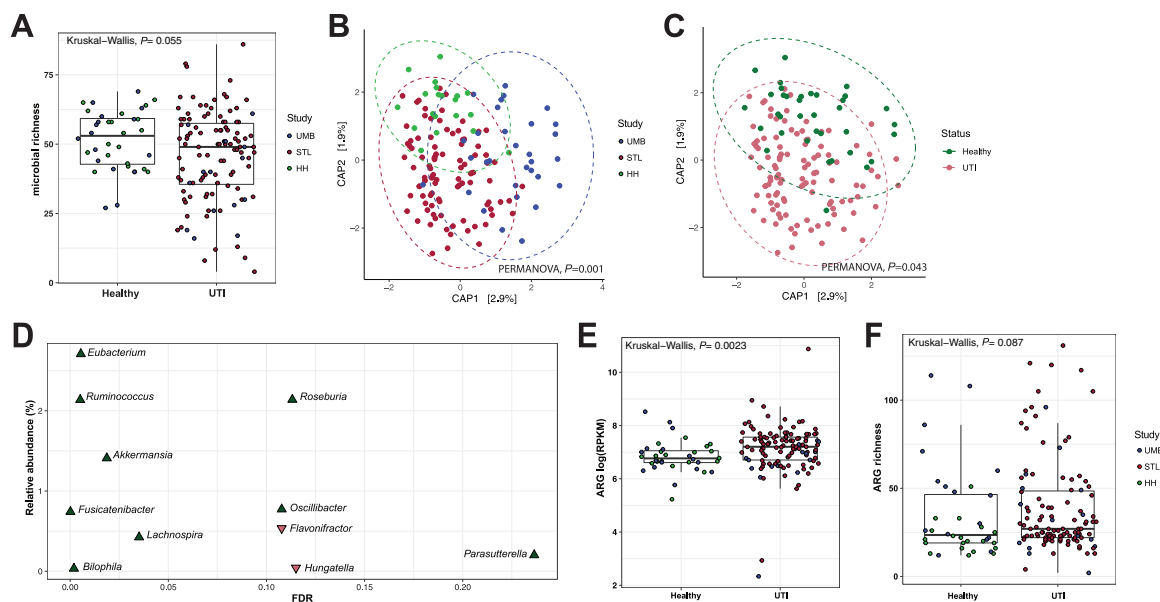 A
Kruskal-Wallis, P= 0.055
microbial richness
75
50
25
0
Healthy
UTI
Study
UMB
STL
HH
B
CAP2 [1.9%]
2
0
−2
−2
0
2
4
CAP1 [2.9%]
PERMANOVA, P=0.001
Study
UMB
STL
HH
C
CAP2 [1.9%]
2
0
−2
−2
0
2
CAP1 [2.9%]
PERMANOVA, P=0.043
Status
Healthy
UTI
D
Relative abundance (%)
2
1
0
Eubacterium
Ruminococcus
Roseburia
Akkermansia
Fusicatenibacter
Oscillibacter
Lachnospira
Flavonifractor
Parasutterella
Bilophila
Hungatella
0.00
0.05
0.10
0.15
0.20
FDR
E
Kruskal-Wallis, P= 0.0023
ARG log(RPKM)
10
8
6
4
2
Healthy
UTI
F
Kruskal-Wallis, P = 0.087
ARG richness
100
50
25
0
Healthy
UTI
Study
UMB
STL
HH